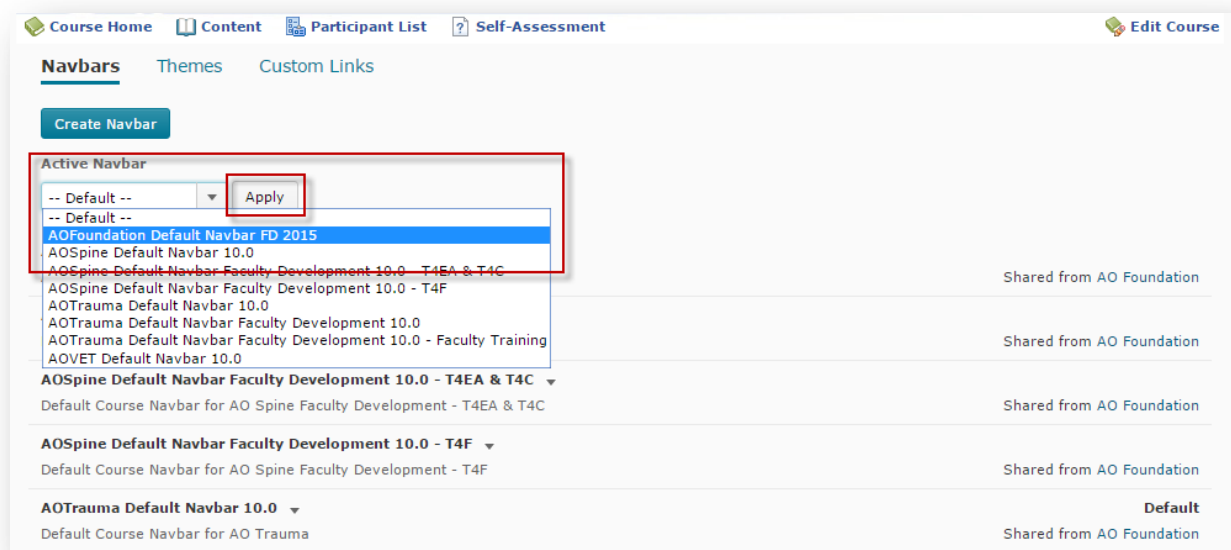 Course Home Content Participant List Self-Assessment Edit Course
Navbars Themes Custom Links
Create Navbar
Active Navbar
-- Default -- Apply
-- Default --
AOFoundation Default Navbar FD 2015
AOSpine Default Navbar 10.0
AOSpine Default Navbar Faculty Development 10.0 - T4EA & T4C
Shared from AO Foundation
AOSpine Default Navbar Faculty Development 10.0 - T4F
AOTrauma Default Navbar 10.0
AOTrauma Default Navbar Faculty Development 10.0
AOTrauma Default Navbar Faculty Development 10.0 - Faculty Training
Shared from AO Foundation
AOVET Default Navbar 10.0
AOSpine Default Navbar Faculty Development 10.0 - T4EA & T4C
Default Course Navbar for AO Spine Faculty Development - T4EA & T4C Shared from AO Foundation
AOSpine Default Navbar Faculty Development 10.0 - T4F
Default Course Navbar for AO Spine Faculty Development - T4F Shared from AO Foundation
AOTrauma Default Navbar 10.0 Default
Default Course Navbar for AO Trauma Shared from AO Foundation